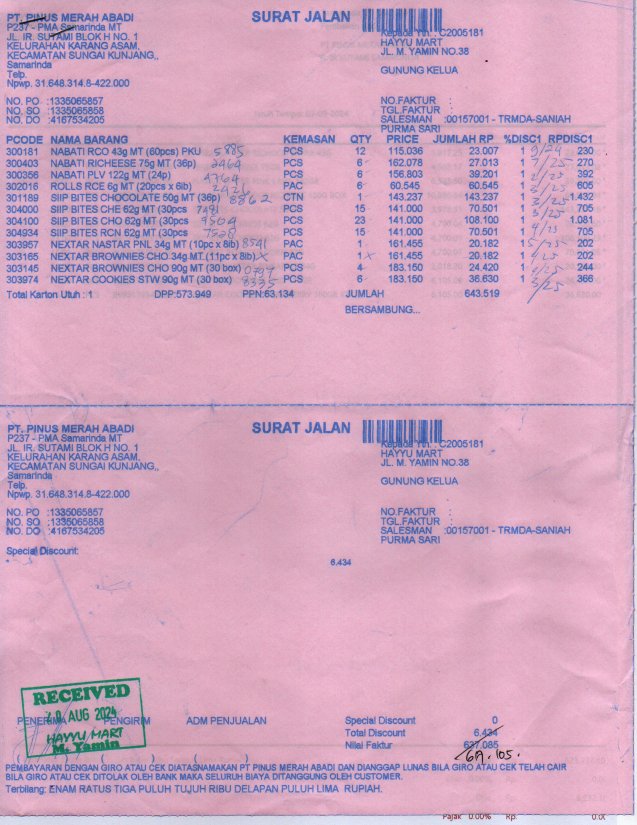 PT. PINUS MERAH ABADI
SURAT JALAN
P237 - PMA Samarinda MT
Kepada Yth. : C2005181
JL. IR. SUTAMI BLOK H NO. 1
HAYYU MART
KELURAHAN KARANG ASAM,
JL. M. YAMIN NO.38
KECAMATAN SUNGAI KUNJANG,,
Samarinda
GUNUNG KELUA
Telp.
Npwp. 31.648.314.8-422.000
NO. PO :1335065857
NO.FAKTUR :
NO. SO :1335065858
TGL.FAKTUR :
NO. DO :4167534205
SALESMAN :00157001 - TRMDA-SANIAH
PURMA SARI
PCODE NAMA BARANG KEMASAN QTY PRICE JUMLAH RP %DISC1 RPDISC1
300181 NABATI RCO 43g MT (60pcs) PKU 5885 PCS 12 115.036 23.007 1 230
300403 NABATI RICHEESE 75g MT (36p) PCS 6 162.078 27.013 1 270
300356 NABATI PLV 122g MT (24p) 4764 PCS 6 156.803 39.201 1 392
302016 ROLLS RCE 6g MT (20pcs x 6ib) PAC 6 60.545 60.545 1 605
301189 SIIP BITES CHOCOLATE 50g MT (36p) 8862 CTN 1 143.237 143.237 1 1.432
304000 SIIP BITES CHE 62g MT (30pcs PCS 15 141.000 70.501 1 705
304100 SIIP BITES CHO 62g MT (30pcs PCS 23 141.000 108.100 1 1.081
304934 SIIP BITES RCN 62g MT (30pcs PCS 15 141.000 70.501 1 705
303957 NEXTAR NASTAR PNL 34g MT (10pc x 8ib) 8541 PAC 1 161.455 20.182 1 202
303165 NEXTAR BROWNIES CHO 34g MT (11pc x 8ib) x PAC 1 x 161.455 20.182 1 202
303145 NEXTAR BROWNIES CHO 90g MT (30 box) 0797 PCS 4 183.150 24.420 1 244
303974 NEXTAR COOKIES STW 90g MT (30 box) 8335 PCS 6 183.150 36.630 1 366
Total Karton Utuh : 1 DPP:573.949 PPN:63.134 JUMLAH 643.519
BERSAMBUNG...
PT. PINUS MERAH ABADI
SURAT JALAN
P237 - PMA Samarinda MT
Kepada Yth. : C2005181
JL. IR. SUTAMI BLOK H NO. 1
HAYYU MART
KELURAHAN KARANG ASAM,
JL. M. YAMIN NO.38
KECAMATAN SUNGAI KUNJANG,,
Samarinda
GUNUNG KELUA
Telp.
Npwp. 31.648.314.8-422.000
NO. PO :1335065857
NO.FAKTUR :
NO. SO :1335065858
TGL.FAKTUR :
NO. DO :4167534205
SALESMAN :00157001 - TRMDA-SANIAH
PURMA SARI
Special Discount:
6.434
RECEIVED
AUG 2024
HAYYU MART
M. Yamin
PENERIMA PENGIRIM ADM PENJUALAN
Special Discount 0
Total Discount 6.434
Nilai Faktur 637.085
( ) ( ) ( )
PEMBAYARAN DENGAN GIRO ATAU CEK DIATASNAMAKAN PT PINUS MERAH ABADI DAN DIANGGAP LUNAS BILA GIRO ATAU CEK TELAH CAIR
BILA GIRO ATAU CEK DITOLAK OLEH BANK MAKA SELURUH BIAYA DITANGGUNG OLEH CUSTOMER.
Terbilang: ENAM RATUS TIGA PULUH TUJUH RIBU DELAPAN PULUH LIMA RUPIAH.
Pajak 0.00% Rp.